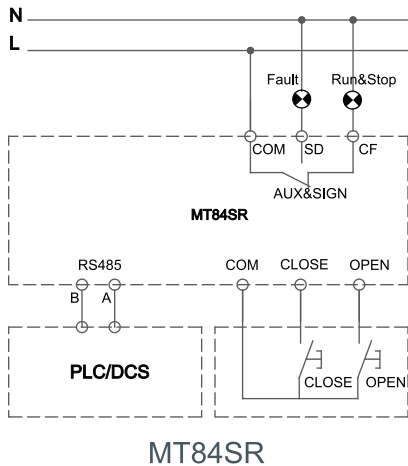 N
L
Fault Run&Stop
COM SD CF
AUX&SIGN
MT84SR
RS485 COM CLOSE OPEN
B A
PLC/DCS
CLOSE OPEN
MT84SR